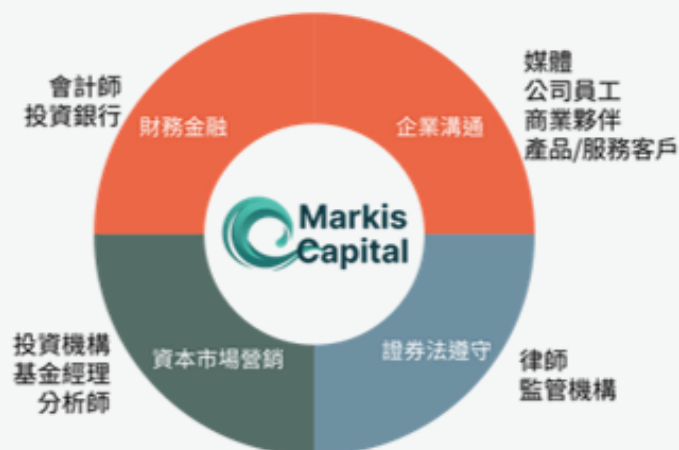 會計師
投資銀行
財務金融
企業溝通
媒體
公司員工
商業夥伴
產品/服務客戶
Markis
Capital
投資機構
基金經理
分析師
資本市場營銷
證券法遵守
律師
監管機構